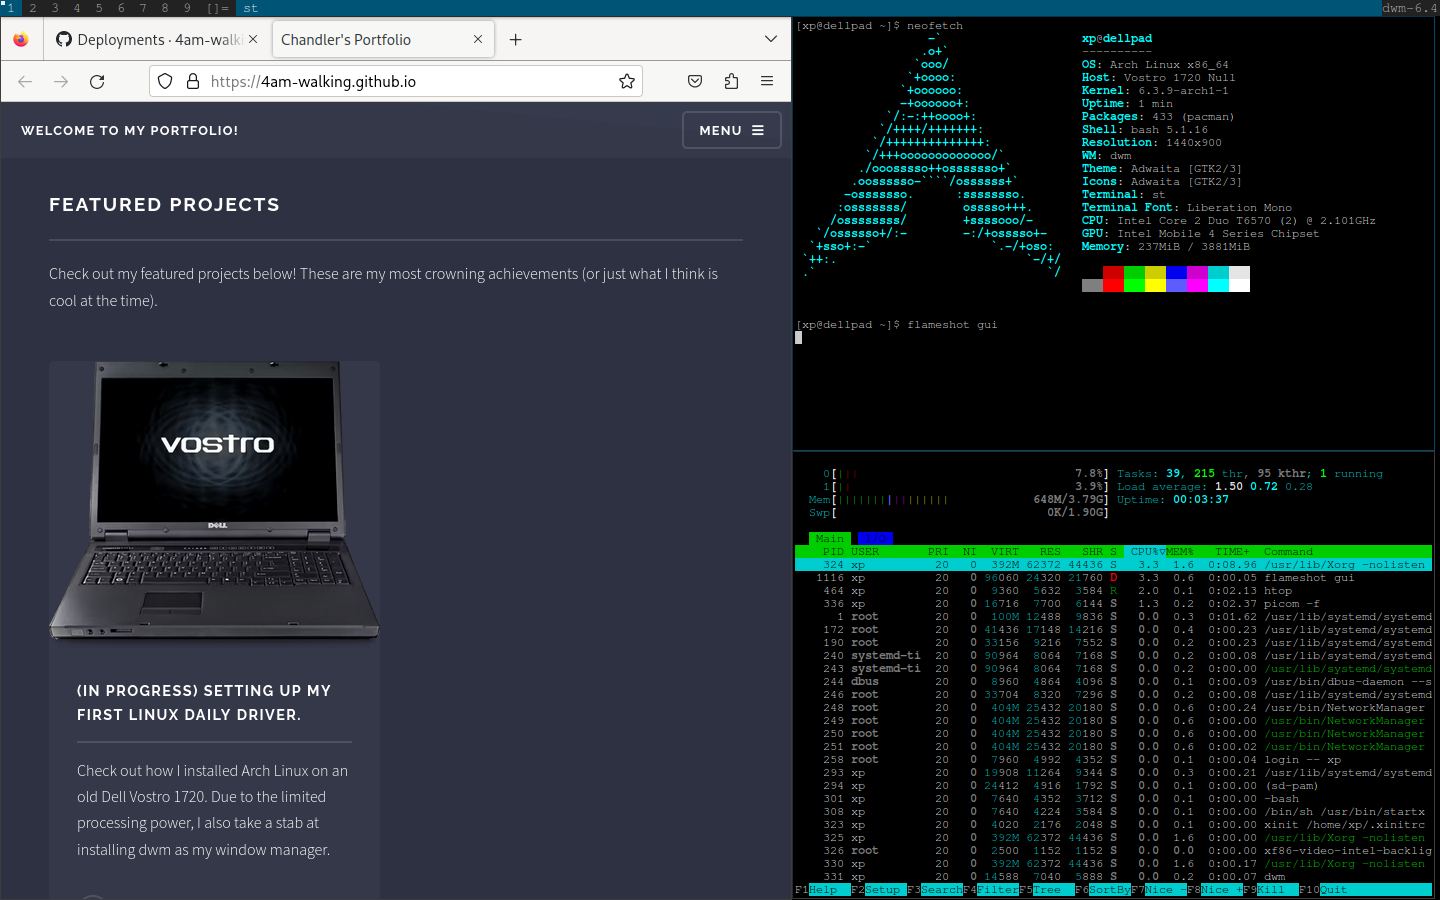 1 2 3 4 5 6 7 8 9 []= st dwm-6.4
Deployments · 4am-walki
Chandler's Portfolio
https://4am-walking.github.io
WELCOME TO MY PORTFOLIO!
MENU
FEATURED PROJECTS
Check out my featured projects below! These are my most crowning achievements (or just what I think is
cool at the time).
vostro
DELL
(IN PROGRESS) SETTING UP MY
FIRST LINUX DAILY DRIVER.
Check out how I installed Arch Linux on an
old Dell Vostro 1720. Due to the limited
processing power, I also take a stab at
installing dwm as my window manager.
[xp@dellpad ~]$ neofetch
xp@dellpad
----------
OS: Arch Linux x86_64
Host: Vostro 1720 Null
Kernel: 6.3.9-arch1-1
Uptime: 1 min
Packages: 433 (pacman)
Shell: bash 5.1.16
Resolution: 1440x900
WM: dwm
Theme: Adwaita [GTK2/3]
Icons: Adwaita [GTK2/3]
Terminal: st
Terminal Font: Liberation Mono
CPU: Intel Core 2 Duo T6570 (2) @ 2.101GHz
GPU: Intel Mobile 4 Series Chipset
Memory: 237MiB / 3881MiB
[xp@dellpad ~]$ flameshot gui
0[||| 7.8%] Tasks: 39, 215 thr, 95 kthr; 1 running
1[|| 3.9%] Load average: 1.50 0.72 0.28
Mem[|||||||||||||||| 648M/3.79G] Uptime: 00:03:37
Swp[ 0K/1.90G]
Main I/O
PID USER PRI NI VIRT RES SHR S CPU%▽MEM% TIME+ Command
324 xp 20 0 392M 62372 44436 S 3.3 1.6 0:08.96 /usr/lib/Xorg -nolisten
1116 xp 20 0 96060 24320 21760 D 3.3 0.6 0:00.05 flameshot gui
464 xp 20 0 9360 5632 3584 R 2.0 0.1 0:02.13 htop
336 xp 20 0 16716 7700 6144 S 1.3 0.2 0:02.37 picom -f
1 root 20 0 100M 12488 9836 S 0.0 0.3 0:01.62 /usr/lib/systemd/systemd
172 root 20 0 41436 17148 14216 S 0.0 0.4 0:00.23 /usr/lib/systemd/systemd
190 root 20 0 33156 9216 7552 S 0.0 0.2 0:00.23 /usr/lib/systemd/systemd
240 systemd-ti 20 0 90964 8064 7168 S 0.0 0.2 0:00.08 /usr/lib/systemd/systemd
243 systemd-ti 20 0 90964 8064 7168 S 0.0 0.2 0:00.00 /usr/lib/systemd/systemd
244 dbus 20 0 8960 4864 4096 S 0.0 0.1 0:00.09 /usr/bin/dbus-daemon --s
246 root 20 0 33704 8320 7296 S 0.0 0.2 0:00.08 /usr/lib/systemd/systemd
248 root 20 0 404M 25432 20180 S 0.0 0.6 0:00.24 /usr/bin/NetworkManager
249 root 20 0 404M 25432 20180 S 0.0 0.6 0:00.00 /usr/bin/NetworkManager
250 root 20 0 404M 25432 20180 S 0.0 0.6 0:00.00 /usr/bin/NetworkManager
251 root 20 0 404M 25432 20180 S 0.0 0.6 0:00.02 /usr/bin/NetworkManager
258 root 20 0 7960 4992 4352 S 0.0 0.1 0:00.04 login -- xp
293 xp 20 0 19908 11264 9344 S 0.0 0.3 0:00.21 /usr/lib/systemd/systemd
294 xp 20 0 24412 4916 1792 S 0.0 0.1 0:00.00 (sd-pam)
301 xp 20 0 7640 4352 3712 S 0.0 0.1 0:00.01 -bash
308 xp 20 0 7640 4224 3584 S 0.0 0.1 0:00.01 /bin/sh /usr/bin/startx
323 xp 20 0 4020 2176 2048 S 0.0 0.1 0:00.00 xinit /home/xp/.xinitrc
325 xp 20 0 392M 62372 44436 S 0.0 1.6 0:00.00 /usr/lib/Xorg -nolisten
326 root 20 0 2500 1152 1152 S 0.0 0.0 0:00.00 xf86-video-intel-backlig
330 xp 20 0 392M 62372 44436 S 0.0 1.6 0:00.17 /usr/lib/Xorg -nolisten
331 xp 20 0 14588 7040 5888 S 0.0 0.2 0:00.07 dwm
F1Help F2Setup F3SearchF4FilterF5Tree F6SortByF7Nice -F8Nice +F9Kill F10Quit